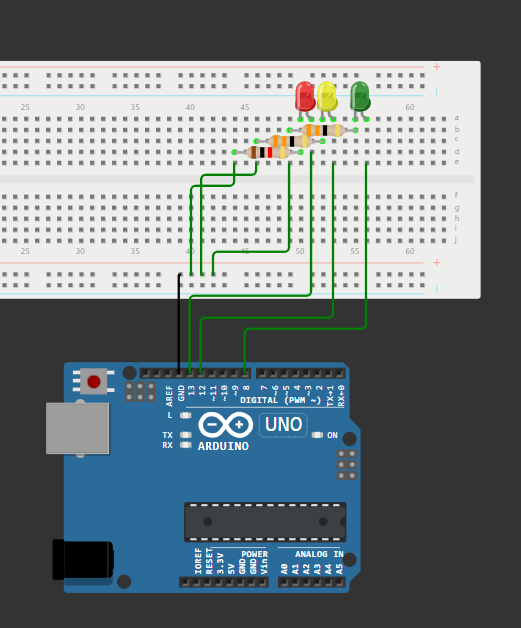 +
25 30 35 40 45 60
a
b
c
d
e
f
g
h
i
j
25 30 35 40 45 50 55 60
+
AREF
GND
13
12
~11
~10
~9
8
7
~6
~5
4
~3
2
TX→1
RX←0
DIGITAL (PWM ~)
L
TX
RX
UNO
ON
ARDUINO
IOREF
RESET
3.3V
5V
GND
GND
Vin
POWER
ANALOG IN
A0
A1
A2
A3
A4
A5